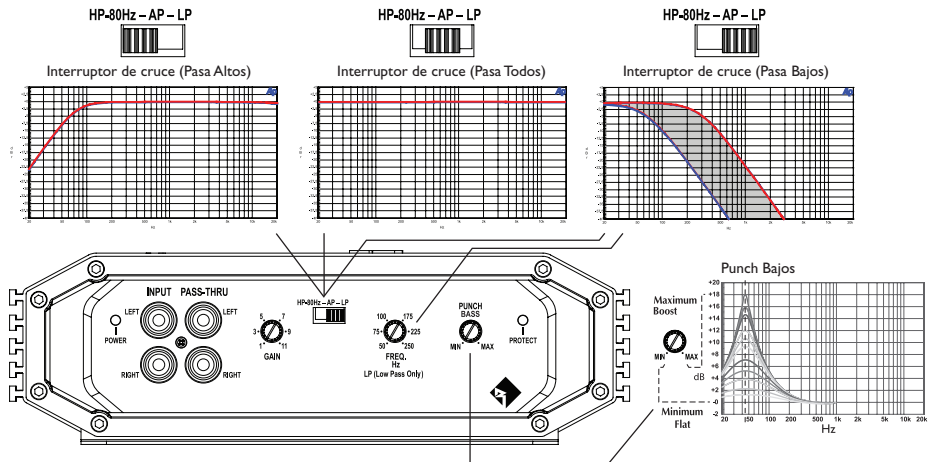 HP-80Hz – AP – LP
HP-80Hz – AP – LP
HP-80Hz – AP – LP
Interruptor de cruce (Pasa Altos)
Interruptor de cruce (Pasa Todos)
Interruptor de cruce (Pasa Bajos)
Hz
Hz
Hz
INPUT PASS-THRU
LEFT
LEFT
RIGHT
RIGHT
POWER
5 7
3 9
1 11
GAIN
HP-80Hz – AP – LP
100 175
75 225
50 250
FREQ.
Hz
LP (Low Pass Only)
PUNCH
BASS
MIN MAX
PROTECT
Punch Bajos
Maximum
Boost
MIN MAX
dB
Minimum
Flat
+20
+18
+16
+14
+12
+10
+8
+6
+4
+2
-0
-2
20 50 100 200 500 1k 2k 5k 10k 20k
Hz